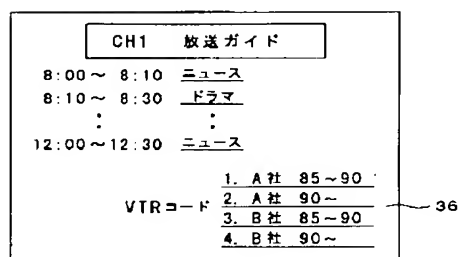 CH1 放送ガイド
8:00～ 8:10 ニュース
8:10～ 8:30 ドラマ
: :
12:00～12:30 ニュース
1. A社 85～90
VTRコード 2. A社 90～
3. B社 85～90
4. B社 90～
36